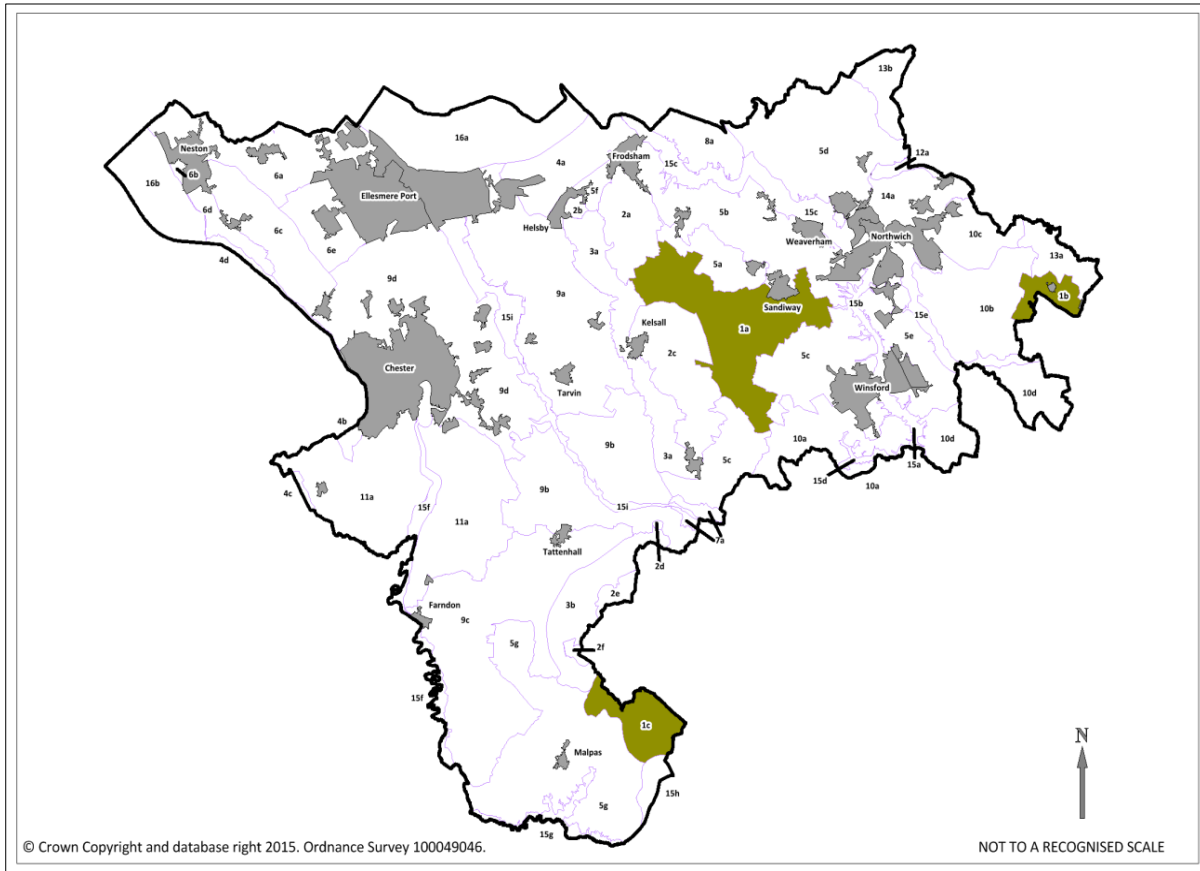 13b
16a
8a
5d
12a
Neston
6b
6a
4a
Frodsham
15c
16b
6d
6c
6e
Ellesmere Port
5f
2b
Helsby
2a
5b
15c
Weaverham
14a
Northwich
10c
4d
3a
5a
13a
9d
9a
Sandiway
1b
15i
1a
15b
15e
10b
Kelsall
2c
5c
5e
Chester
9d
Tarvin
Winsford
10d
4b
9b
3a
5c
10a
10d
15a
4c
11a
15f
9b
15i
15d
10a
11a
Tattenhall
7a
2d
3b
2e
Farndon
9c
5g
2f
15f
1c
Malpas
N
15h
5g
15g
© Crown Copyright and database right 2015. Ordnance Survey 100049046.
NOT TO A RECOGNISED SCALE